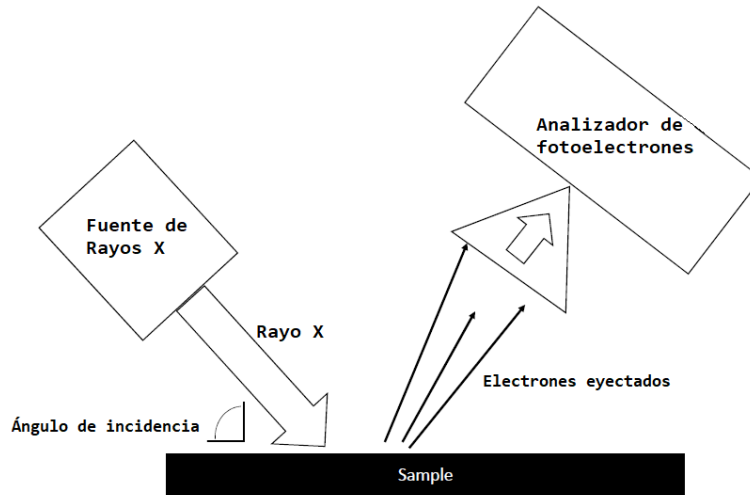 Analizador de
fotoelectrones
Fuente de
Rayos X
Rayo X
Electrones eyectados
Ángulo de incidencia
Sample